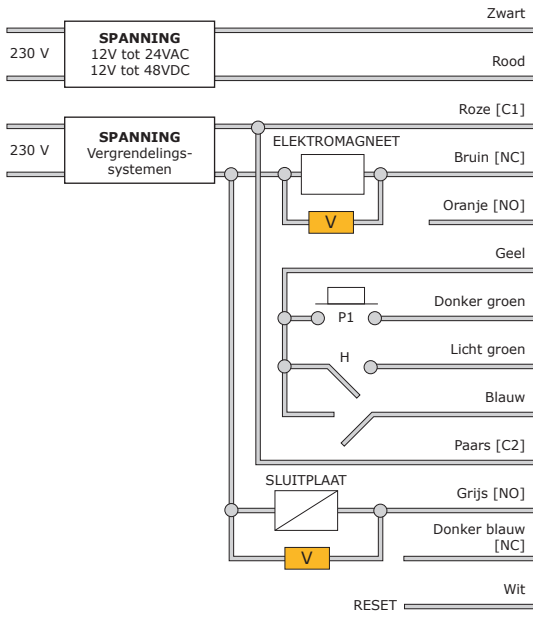 Zwart
230 V
SPANNING
12V tot 24VAC
12V tot 48VDC
Rood
Roze [C1]
230 V
SPANNING
Vergrendelings-
systemen
ELEKTROMAGNEET
Bruin [NC]
V
Oranje [NO]
Geel
Donker groen
P1
H
Licht groen
Blauw
Paars [C2]
SLUITPLAAT
Grijs [NO]
Donker blauw
[NC]
V
Wit
RESET